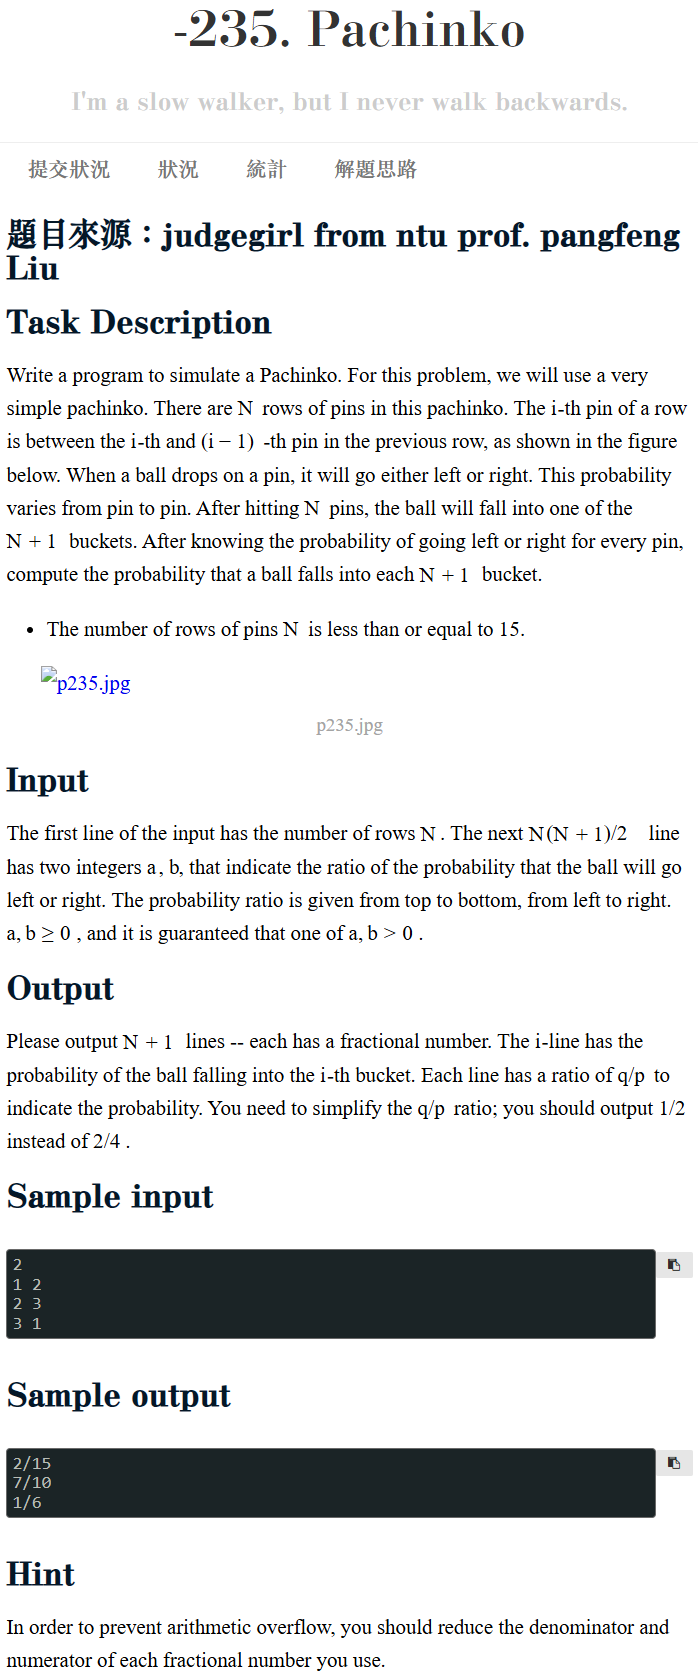 -235. Pachinko
I'm a slow walker, but I never walk backwards.
提交狀況 狀況 統計 解題思路
題目來源：judgegirl from ntu prof. pangfeng
Liu
Task Description
Write a program to simulate a Pachinko. For this problem, we will use a very
simple pachinko. There are N rows of pins in this pachinko. The i-th pin of a row
is between the i-th and (i − 1) -th pin in the previous row, as shown in the figure
below. When a ball drops on a pin, it will go either left or right. This probability
varies from pin to pin. After hitting N pins, the ball will fall into one of the
N + 1 buckets. After knowing the probability of going left or right for every pin,
compute the probability that a ball falls into each N + 1 bucket.
• The number of rows of pins N is less than or equal to 15.
p235.jpg
p235.jpg
Input
The first line of the input has the number of rows N . The next N(N + 1)/2 line
has two integers a, b, that indicate the ratio of the probability that the ball will go
left or right. The probability ratio is given from top to bottom, from left to right.
a, b ≥ 0 , and it is guaranteed that one of a, b > 0 .
Output
Please output N + 1 lines -- each has a fractional number. The i-line has the
probability of the ball falling into the i-th bucket. Each line has a ratio of q/p to
indicate the probability. You need to simplify the q/p ratio; you should output 1/2
instead of 2/4 .
Sample input
2
1 2
2 3
3 1
Sample output
2/15
7/10
1/6
Hint
In order to prevent arithmetic overflow, you should reduce the denominator and
numerator of each fractional number you use.